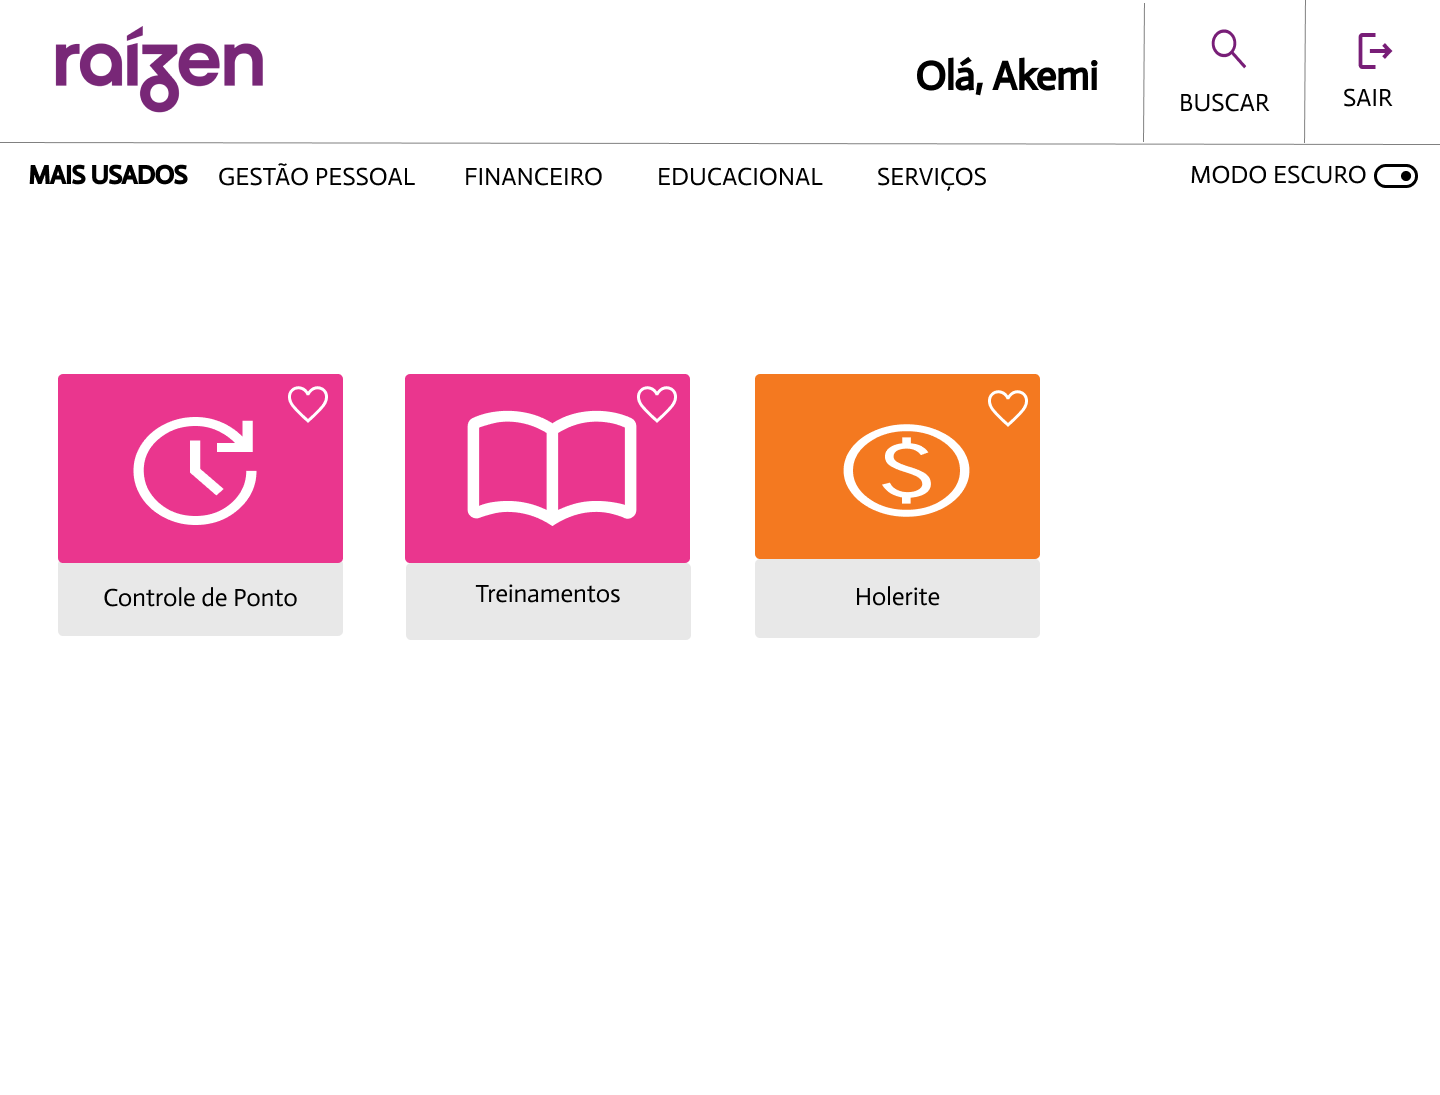 raízen
Olá, Akemi
BUSCAR
SAIR
MAIS USADOS GESTÃO PESSOAL FINANCEIRO EDUCACIONAL SERVIÇOS MODO ESCURO
Controle de Ponto
Treinamentos
Holerite